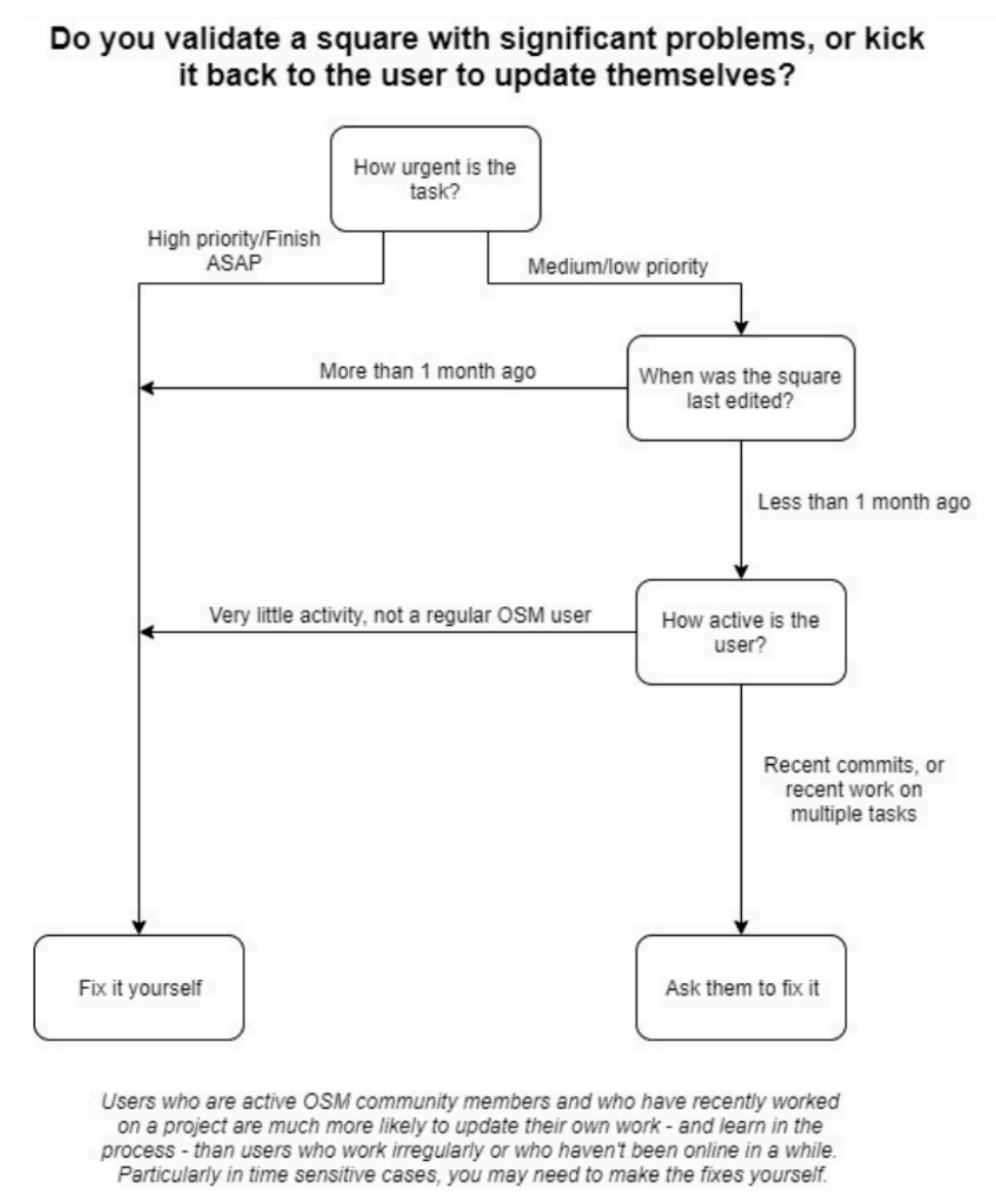 Do you validate a square with significant problems, or kick
it back to the user to update themselves?
How urgent is the
task?
High priority/Finish
ASAP
Medium/low priority
More than 1 month ago
When was the square
last edited?
Less than 1 month ago
Very little activity, not a regular OSM user
How active is the
user?
Recent commits, or
recent work on
multiple tasks
Fix it yourself
Ask them to fix it
Users who are active OSM community members and who have recently worked
on a project are much more likely to update their own work - and learn in the
process - than users who work irregularly or who haven't been online in a while.
Particularly in time sensitive cases, you may need to make the fixes yourself.